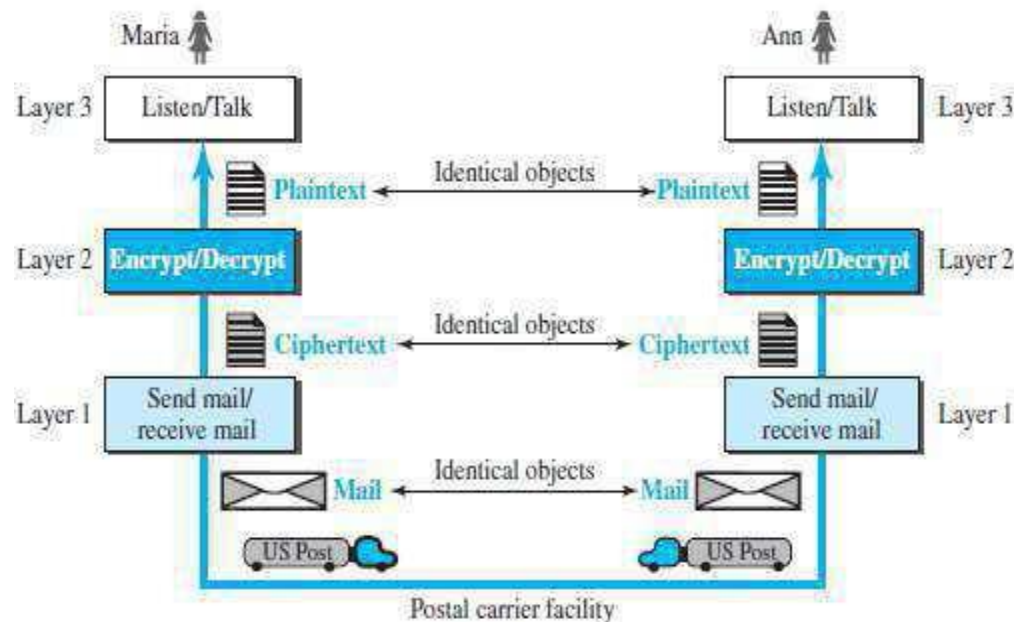 Maria
Ann
Layer 3
Listen/Talk
Listen/Talk
Layer 3
Identical objects
Plaintext
Plaintext
Layer 2
Encrypt/Decrypt
Encrypt/Decrypt
Layer 2
Identical objects
Ciphertext
Ciphertext
Layer 1
Send mail/
receive mail
Send mail/
receive mail
Layer 1
Identical objects
Mail
Mail
US Post
US Post
Postal carrier facility